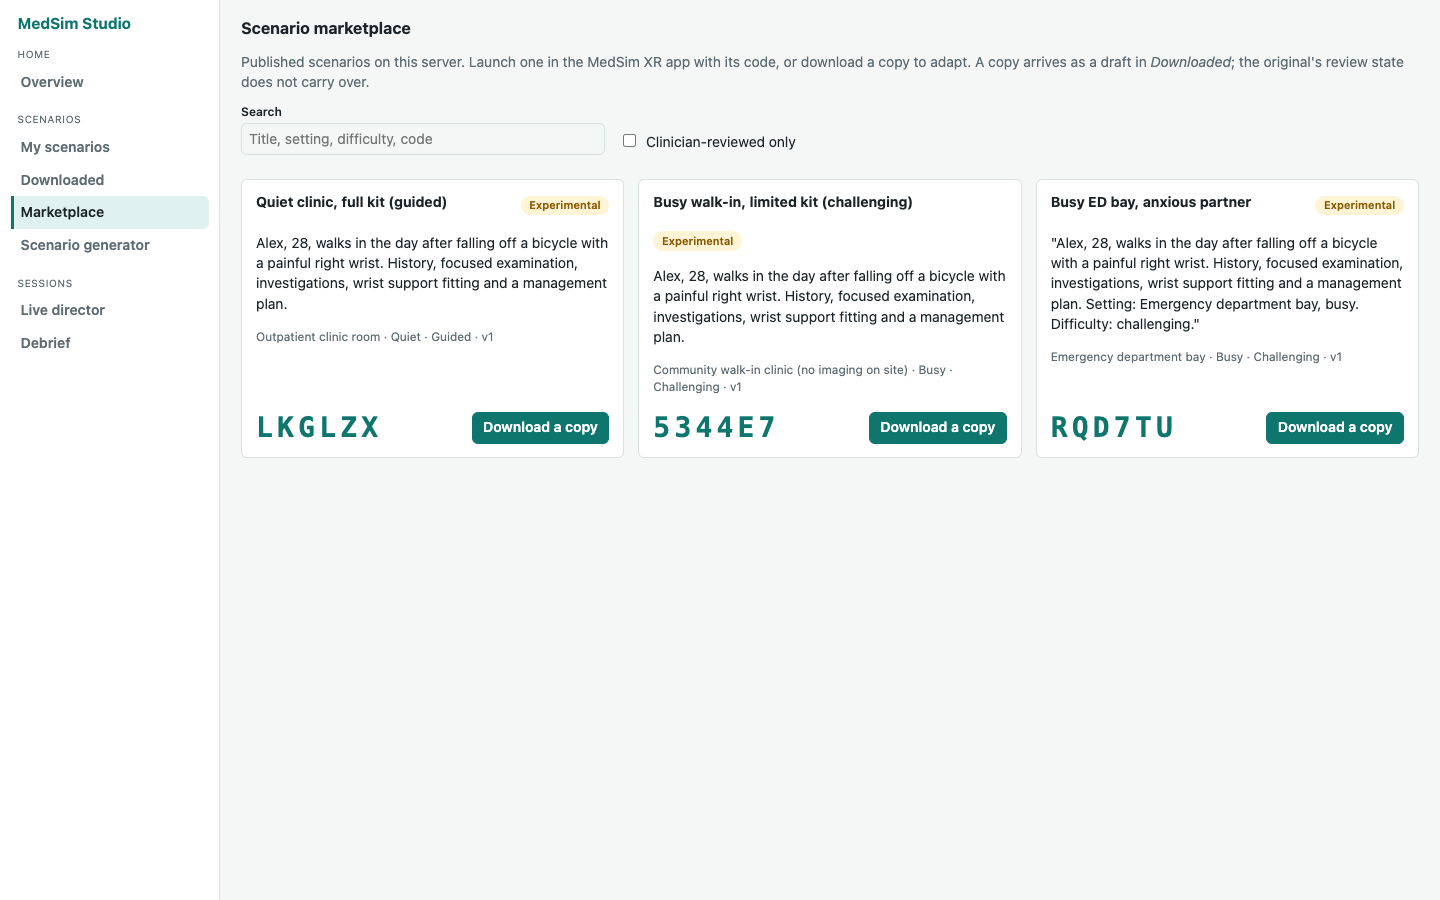 MedSim Studio
HOME
Overview
SCENARIOS
My scenarios
Downloaded
Marketplace
Scenario generator
SESSIONS
Live director
Debrief
Scenario marketplace
Published scenarios on this server. Launch one in the MedSim XR app with its code, or download a copy to adapt. A copy arrives as a draft in Downloaded; the original's review state
does not carry over.
Search
Title, setting, difficulty, code
Clinician-reviewed only
Quiet clinic, full kit (guided)
Experimental
Alex, 28, walks in the day after falling off a bicycle with
a painful right wrist. History, focused examination,
investigations, wrist support fitting and a management
plan.
Outpatient clinic room · Quiet · Guided · v1
LKGLZX
Download a copy
Busy walk-in, limited kit (challenging)
Experimental
Alex, 28, walks in the day after falling off a bicycle with
a painful right wrist. History, focused examination,
investigations, wrist support fitting and a management
plan.
Community walk-in clinic (no imaging on site) · Busy ·
Challenging · v1
5344E7
Download a copy
Busy ED bay, anxious partner
Experimental
"Alex, 28, walks in the day after falling off a bicycle
with a painful right wrist. History, focused examination,
investigations, wrist support fitting and a management
plan. Setting: Emergency department bay, busy.
Difficulty: challenging."
Emergency department bay · Busy · Challenging · v1
RQD7TU
Download a copy